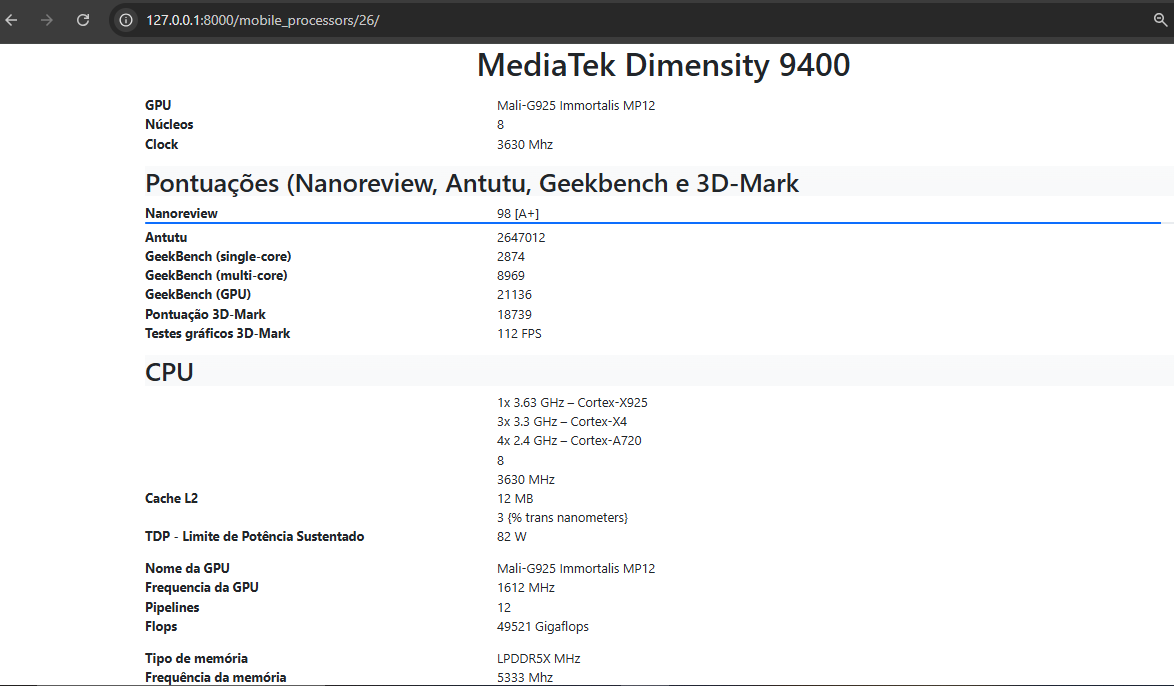 127.0.0.1:8000/mobile_processors/26/
MediaTek Dimensity 9400
GPU Mali-G925 Immortalis MP12
Núcleos 8
Clock 3630 Mhz
Pontuações (Nanoreview, Antutu, Geekbench e 3D-Mark
Nanoreview 98 [A+]
Antutu 2647012
GeekBench (single-core) 2874
GeekBench (multi-core) 8969
GeekBench (GPU) 21136
Pontuação 3D-Mark 18739
Testes gráficos 3D-Mark 112 FPS
CPU
1x 3.63 GHz – Cortex-X925
3x 3.3 GHz – Cortex-X4
4x 2.4 GHz – Cortex-A720
8
3630 MHz
Cache L2 12 MB
3 {% trans nanometers}
TDP - Limite de Potência Sustentado 82 W
Nome da GPU Mali-G925 Immortalis MP12
Frequencia da GPU 1612 MHz
Pipelines 12
Flops 49521 Gigaflops
Tipo de memória LPDDR5X MHz
Frequência da memória 5333 Mhz